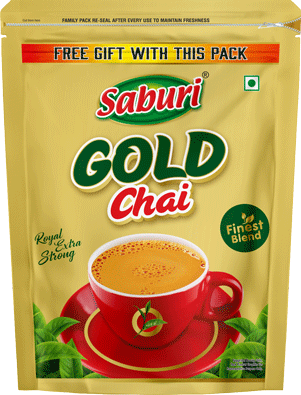 FAMILY PACK RE-SEAL AFTER EVERY USE TO MAINTAIN FRESHNESS
FREE GIFT WITH THIS PACK
Saburi®
GOLD
Chai
Royal Extra
Strong
Finest
Blend